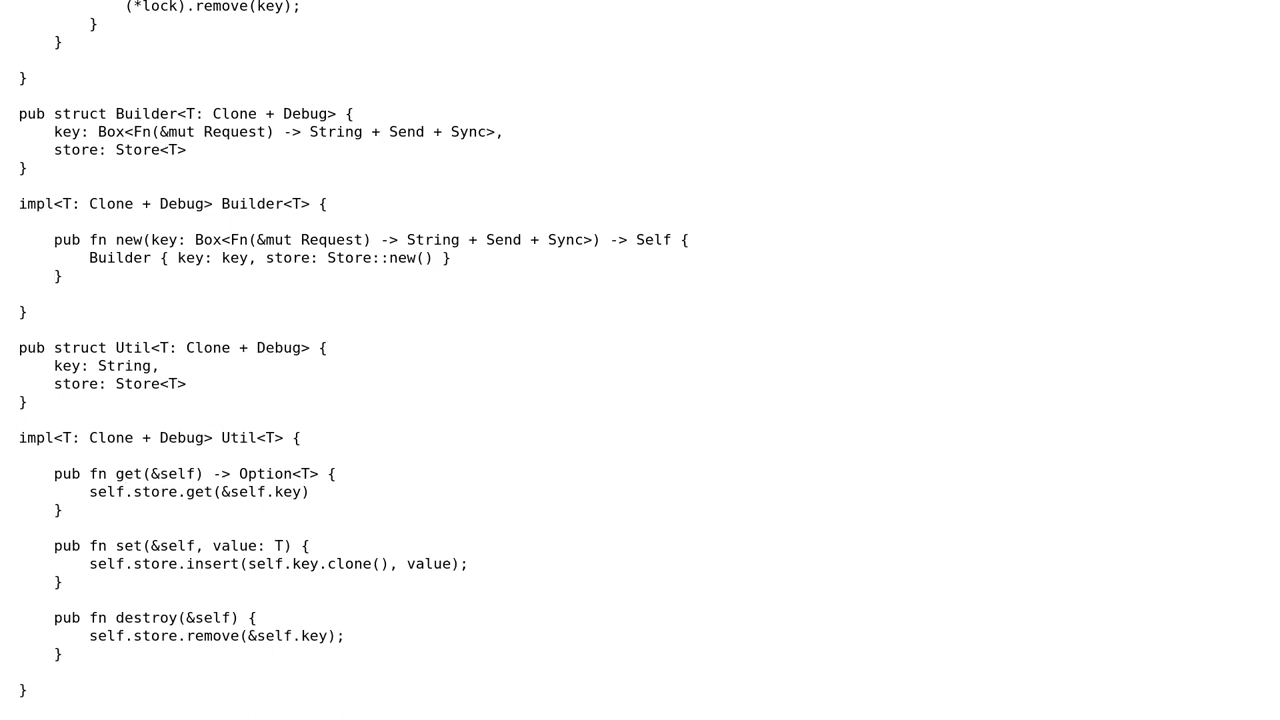 (*lock).remove(key);
        }
    }

}

pub struct Builder<T: Clone + Debug> {
    key: Box<Fn(&mut Request) -> String + Send + Sync>,
    store: Store<T>
}

impl<T: Clone + Debug> Builder<T> {

    pub fn new(key: Box<Fn(&mut Request) -> String + Send + Sync>) -> Self {
        Builder { key: key, store: Store::new() }
    }

}

pub struct Util<T: Clone + Debug> {
    key: String,
    store: Store<T>
}

impl<T: Clone + Debug> Util<T> {

    pub fn get(&self) -> Option<T> {
        self.store.get(&self.key)
    }

    pub fn set(&self, value: T) {
        self.store.insert(self.key.clone(), value);
    }

    pub fn destroy(&self) {
        self.store.remove(&self.key);
    }

}